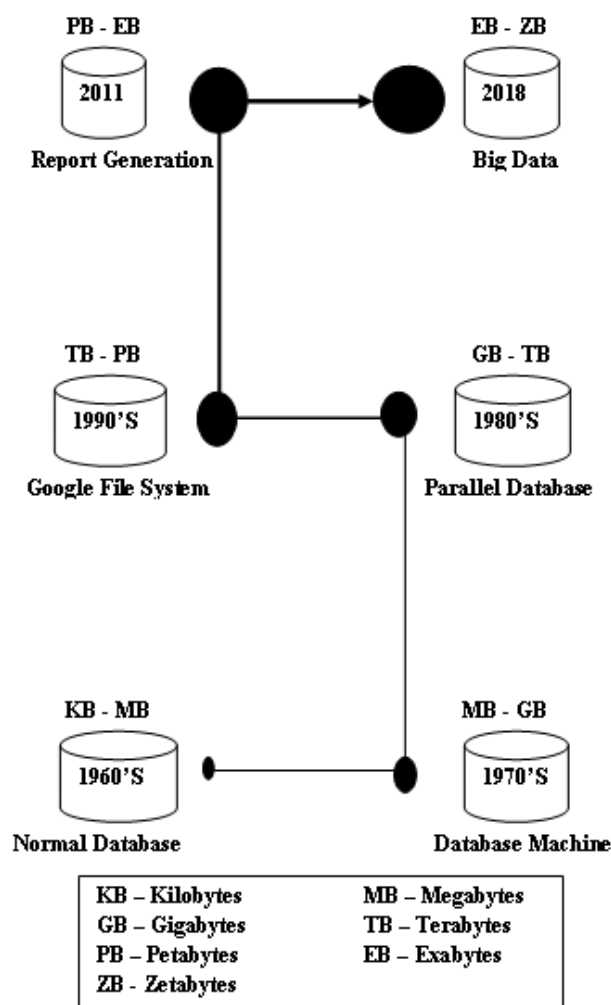 PB - EB
EB - ZB
2011
2018
Report Generation
Big Data
TB - PB
GB - TB
1990'S
1980'S
Google File System
Parallel Database
KB - MB
MB - GB
1960'S
1970'S
Normal Database
Database Machine
KB – Kilobytes
MB – Megabytes
GB – Gigabytes
TB – Terabytes
PB – Petabytes
EB – Exabytes
ZB - Zetabytes